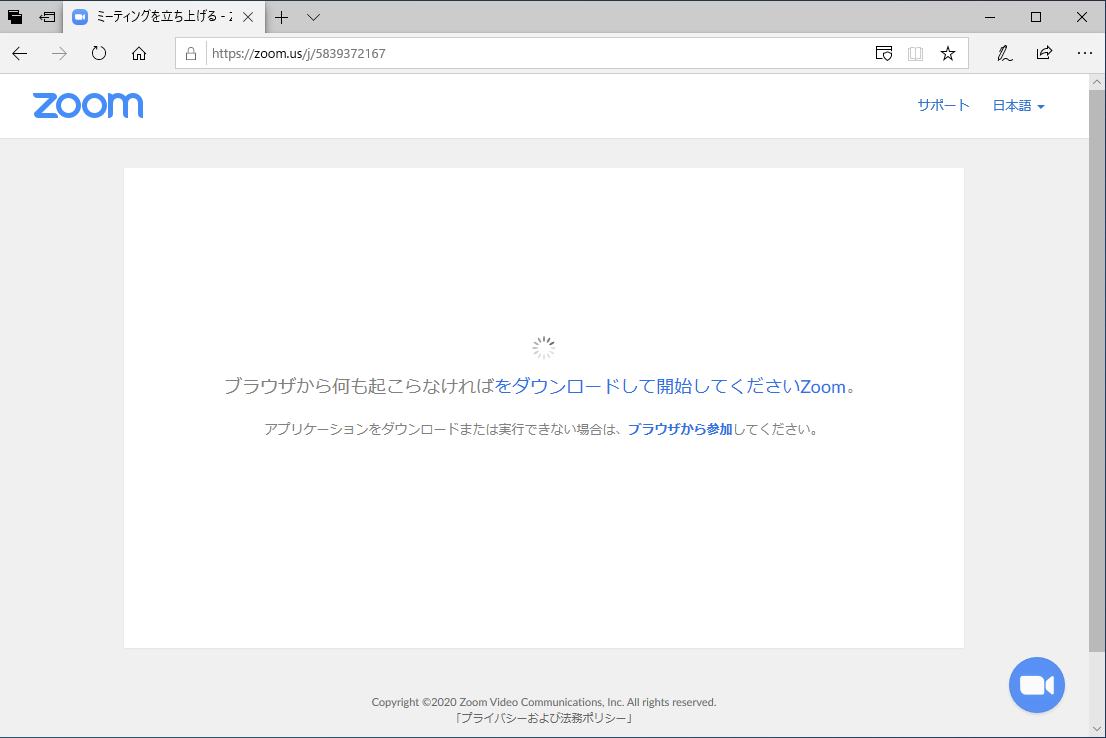 ミーティングを立ち上げる - Z
https://zoom.us/j/5839372167
zoom
サポート
日本語
ブラウザから何も起こらなければをダウンロードして開始してくださいZoom。
アプリケーションをダウンロードまたは実行できない場合は、ブラウザから参加してください。
Copyright ©2020 Zoom Video Communications, Inc. All rights reserved.
「プライバシーおよび法務ポリシー」